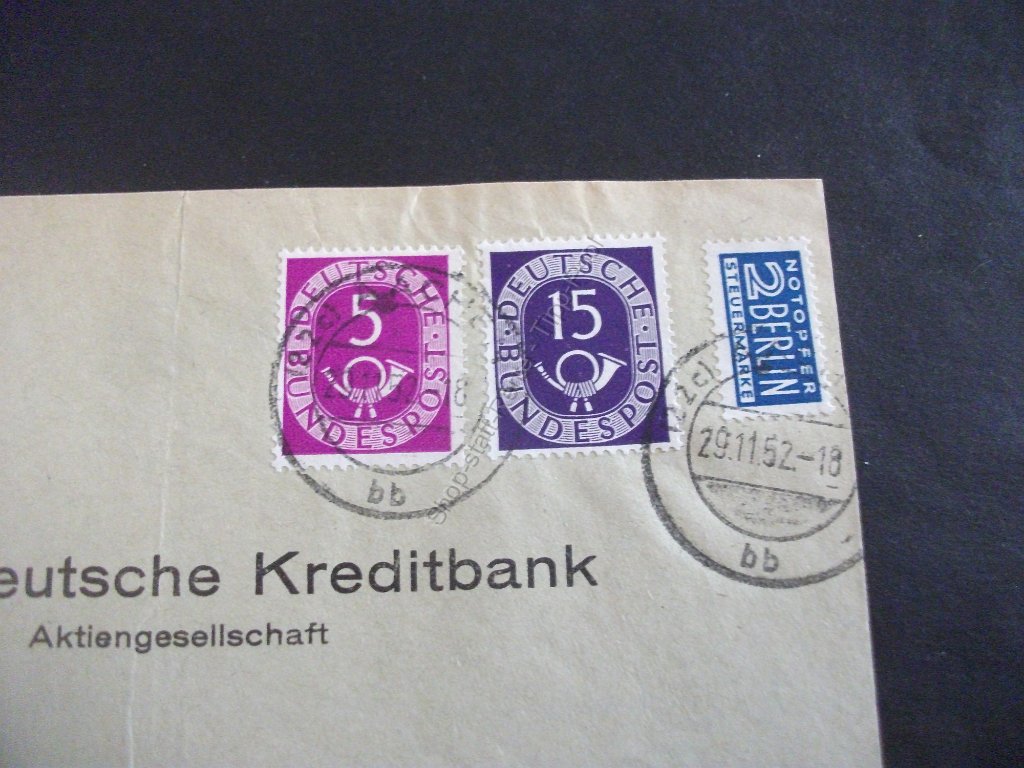 DEUTSCHE
5
BUNDESPOST
DEUTSCHE
15
BUNDESPOST
NOTOPFER
2 BERLIN
STEUERMARKE
29.11.52.-18
bb
bb
eutsche Kreditbank
Aktiengesellschaft